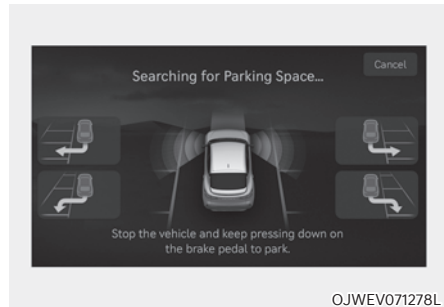 Cancel
Searching for Parking Space...
Stop the vehicle and keep pressing down on
the brake pedal to park.
OJWEV071278L